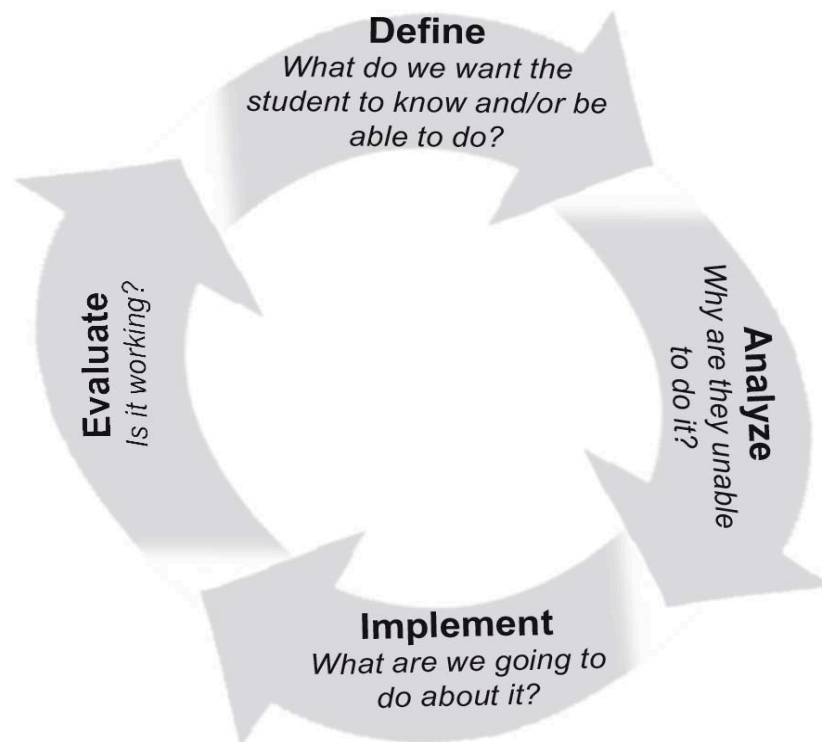 Define
What do we want the
student to know and/or be
able to do?
Analyze
Why are they unable
to do it?
Implement
What are we going to
do about it?
Evaluate
Is it working?